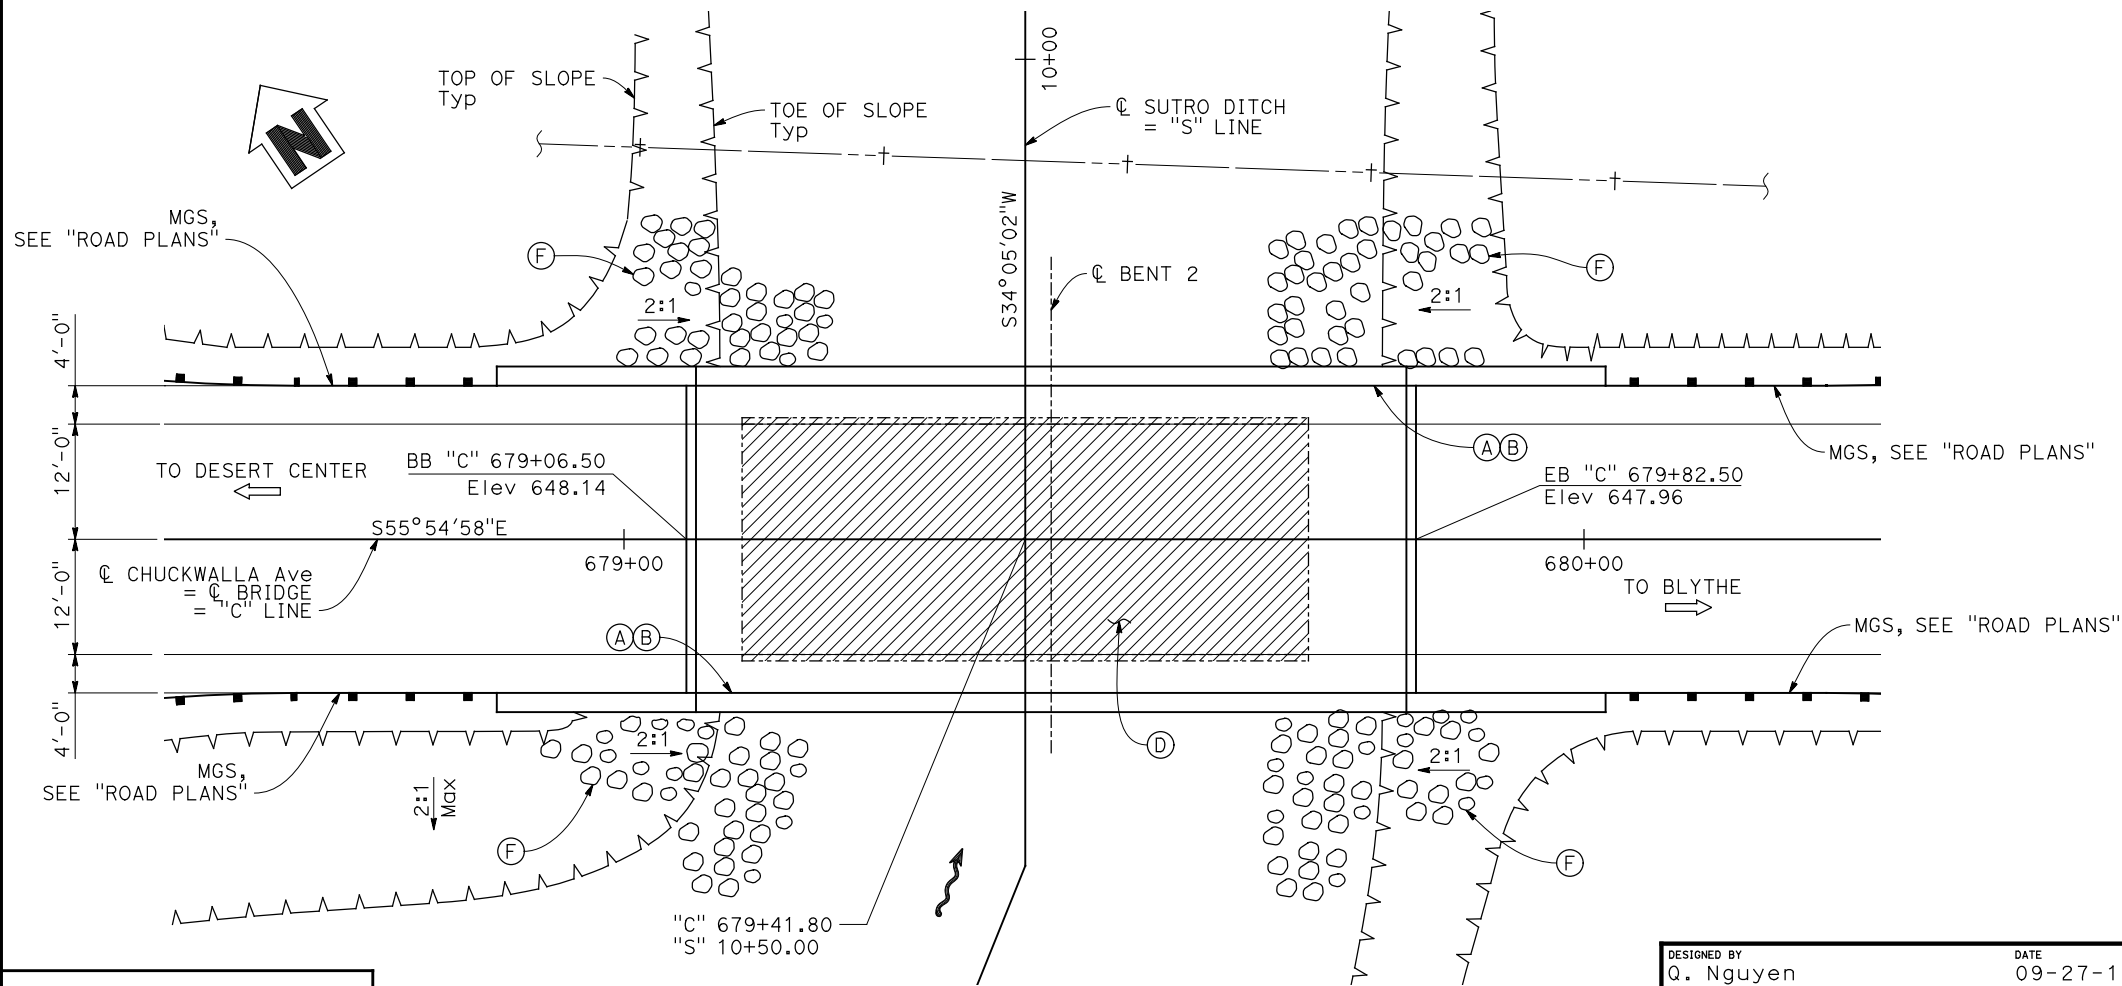 10+00
TOP OF SLOPE
Typ
TOE OF SLOPE
Typ
℄ SUTRO DITCH
= "S" LINE
N
MGS,
SEE "ROAD PLANS"
F
S34°05'02"W
℄ BENT 2
F
2:1
2:1
4'-0"
A B
MGS, SEE "ROAD PLANS"
TO DESERT CENTER
BB "C" 679+06.50
Elev 648.14
EB "C" 679+82.50
Elev 647.96
12'-0"
S55°54'58"E
679+00
680+00
℄ CHUCKWALLA Ave
= ℄ BRIDGE
= "C" LINE
TO BLYTHE
12'-0"
A B
MGS, SEE "ROAD PLANS"
4'-0"
2:1
D
2:1
MGS,
SEE "ROAD PLANS"
2:1
Max
F
F
"C" 679+41.80
"S" 10+50.00
DESIGNED BY
Q. Nguyen
DATE
09-27-1